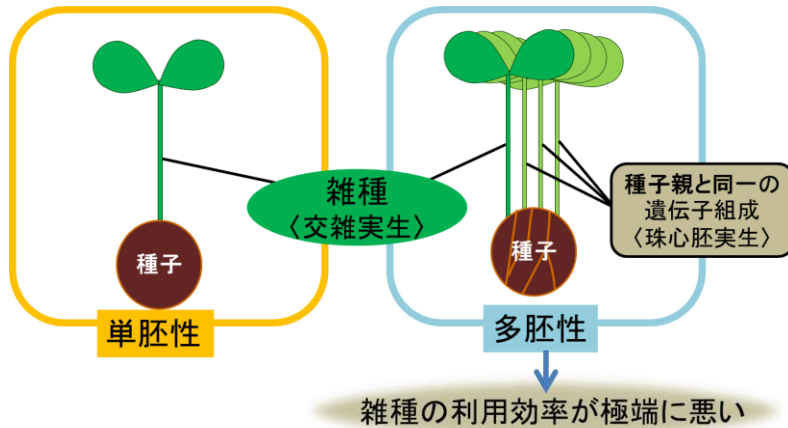 雑種
〈交雑実生〉
種子親と同一の
遺伝子組成
〈珠心胚実生〉
種子
種子
単胚性
多胚性
雑種の利用効率が極端に悪い